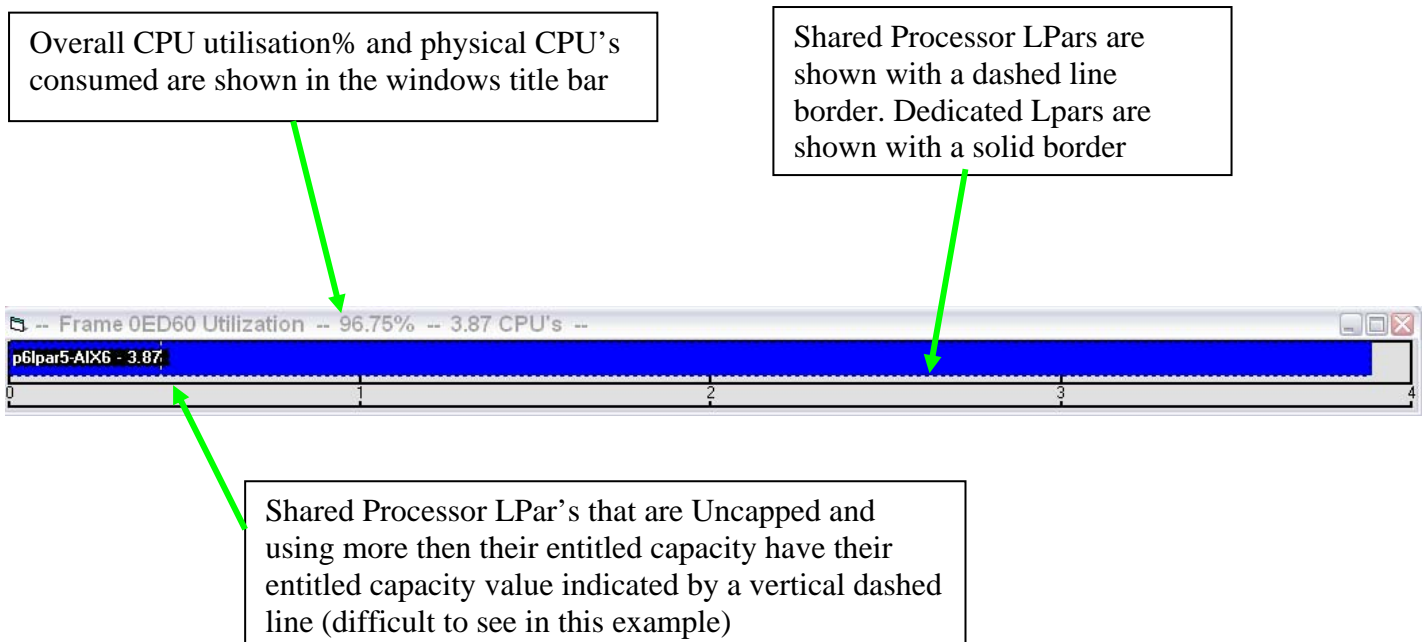 Overall CPU utilisation% and physical CPU’s
consumed are shown in the windows title bar
Shared Processor LPars are
shown with a dashed line
border. Dedicated Lpars are
shown with a solid border
-- Frame 0ED60 Utilization -- 96.75% -- 3.87 CPU's --
p6lpar5-AIX6 - 3.87
0 1 2 3 4
Shared Processor LPar’s that are Uncapped and
using more then their entitled capacity have their
entitled capacity value indicated by a vertical dashed
line (difficult to see in this example)